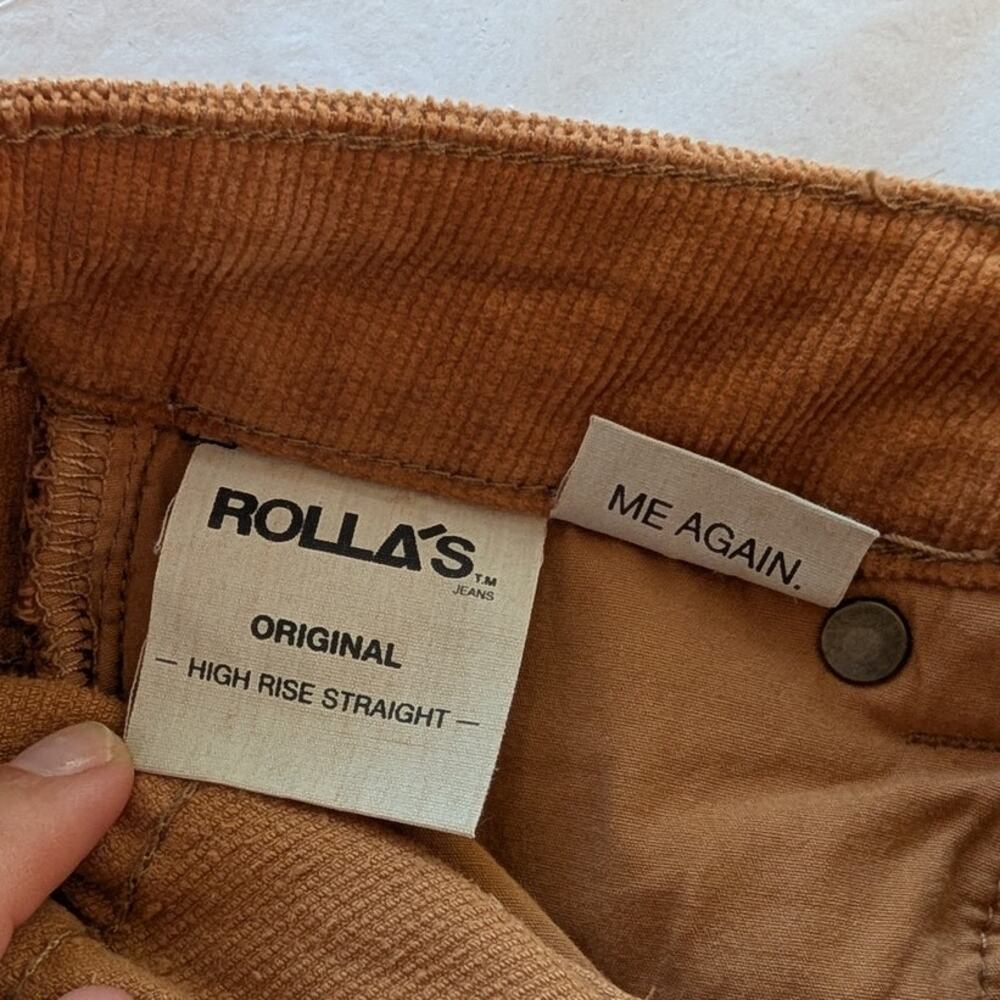 ROLLA'S T.M
JEANS
ORIGINAL
— HIGH RISE STRAIGHT —
ME AGAIN.